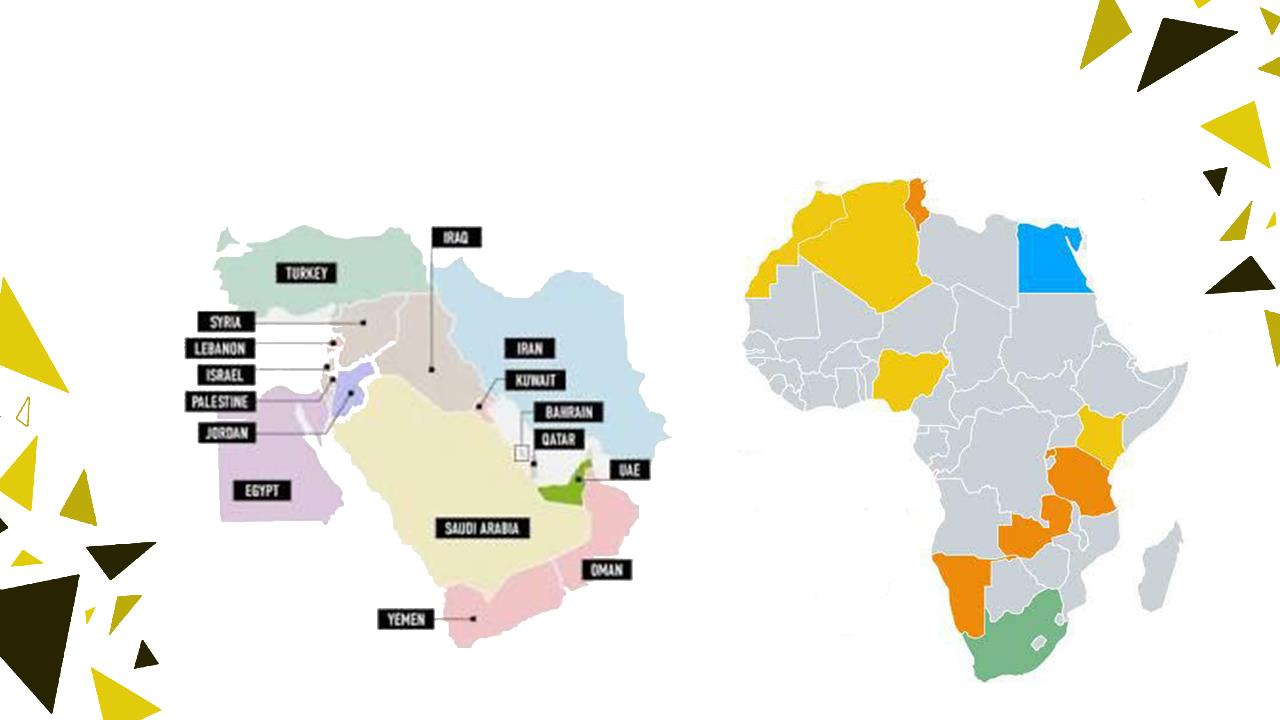 IRAQ
TURKEY
SYRIA
LEBANON
IRAN
ISRAEL
KUWAIT
PALESTINE
BAHRAIN
JORDAN
QATAR
UAE
EGYPT
SAUDI ARABIA
OMAN
YEMEN